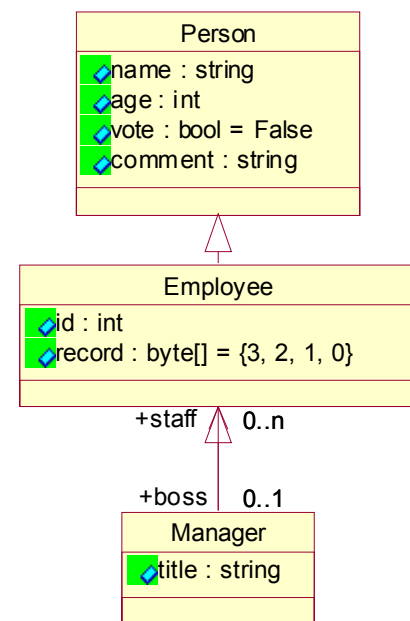 Person
name : string
age : int
vote : bool = False
comment : string
Employee
id : int
record : byte[] = {3, 2, 1, 0}
+staff 0..n
+boss 0..1
Manager
title : string